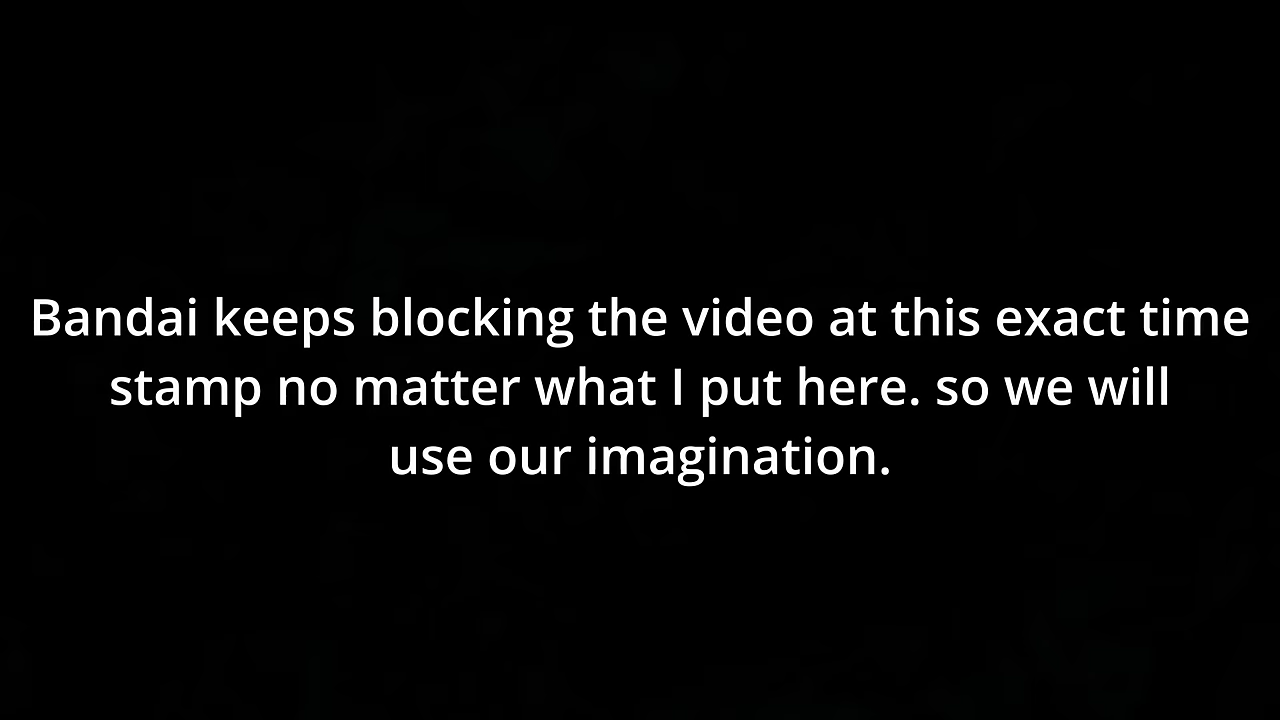 Bandai keeps blocking the video at this exact time
stamp no matter what I put here. so we will
use our imagination.